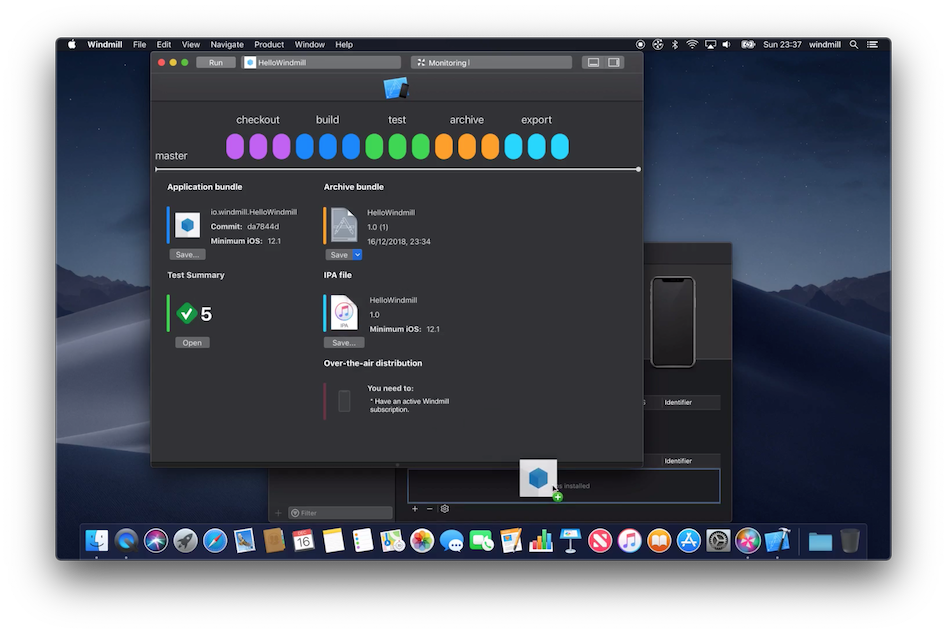 Windmill File Edit View Navigate Product Window Help Sun 23:37 windmill
Run HelloWindmill Monitoring
checkout build test archive export
master
Application bundle
io.windmill.HelloWindmill
Commit: da7844d
Minimum iOS: 12.1
Save...
Archive bundle
HelloWindmill
1.0 (1)
16/12/2018, 23:34
Save
Test Summary
5
Open
IPA file
IPA
HelloWindmill
1.0
Minimum iOS: 12.1
Save...
Over-the-air distribution
You need to:
* Have an active Windmill
subscription.
Identifier
Identifier
installed
Filter
16